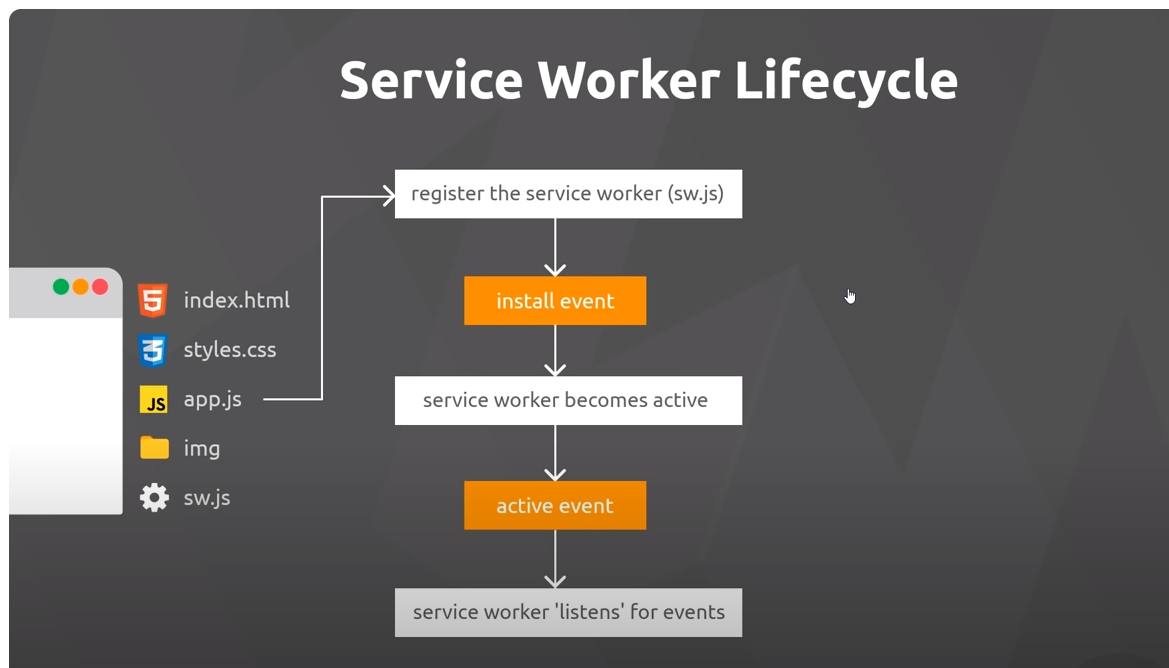 Service Worker Lifecycle
register the service worker (sw.js)
install event
service worker becomes active
active event
service worker 'listens' for events
index.html
styles.css
JS
app.js
img
sw.js